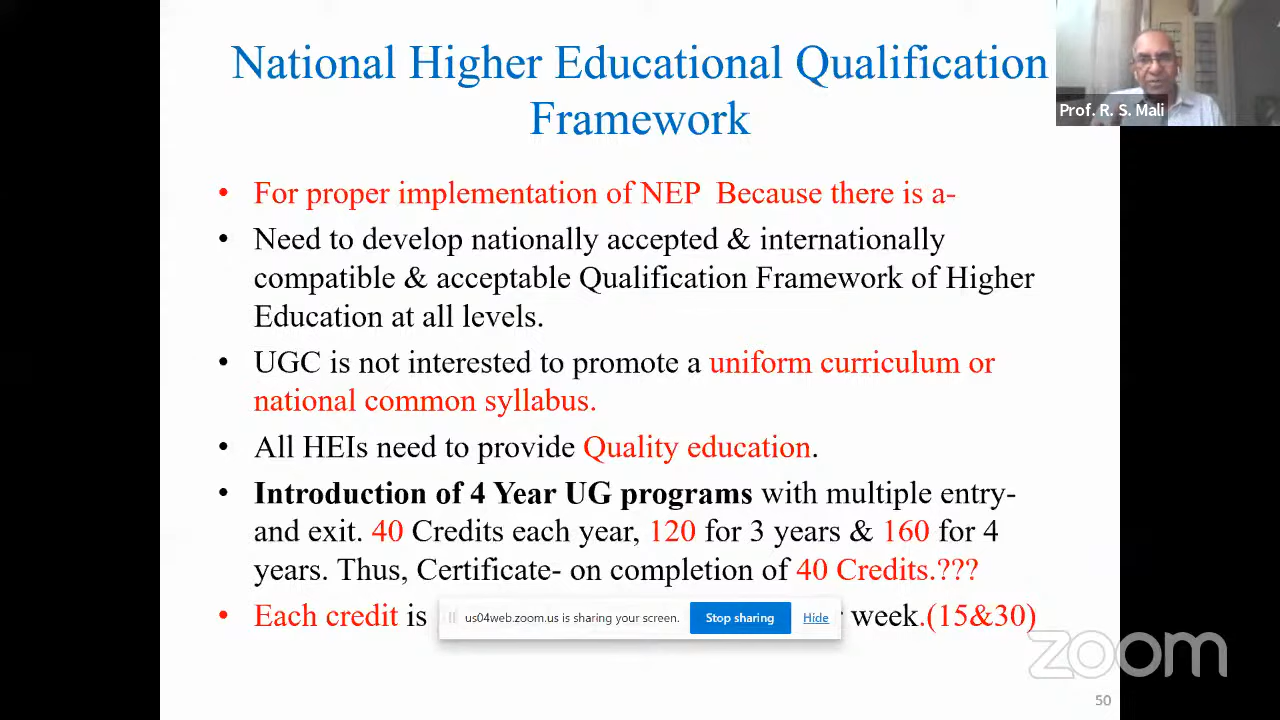 National Higher Educational Qualification
Framework
Prof. R. S. Mali
• For proper implementation of NEP Because there is a-
• Need to develop nationally accepted & internationally
compatible & acceptable Qualification Framework of Higher
Education at all levels.
• UGC is not interested to promote a uniform curriculum or
national common syllabus.
• All HEIs need to provide Quality education.
• Introduction of 4 Year UG programs with multiple entry-
and exit. 40 Credits each year, 120 for 3 years & 160 for 4
years. Thus, Certificate- on completion of 40 Credits.???
• Each credit is week.(15&30)
us04web.zoom.us is sharing your screen. Stop sharing Hide
zoom
50